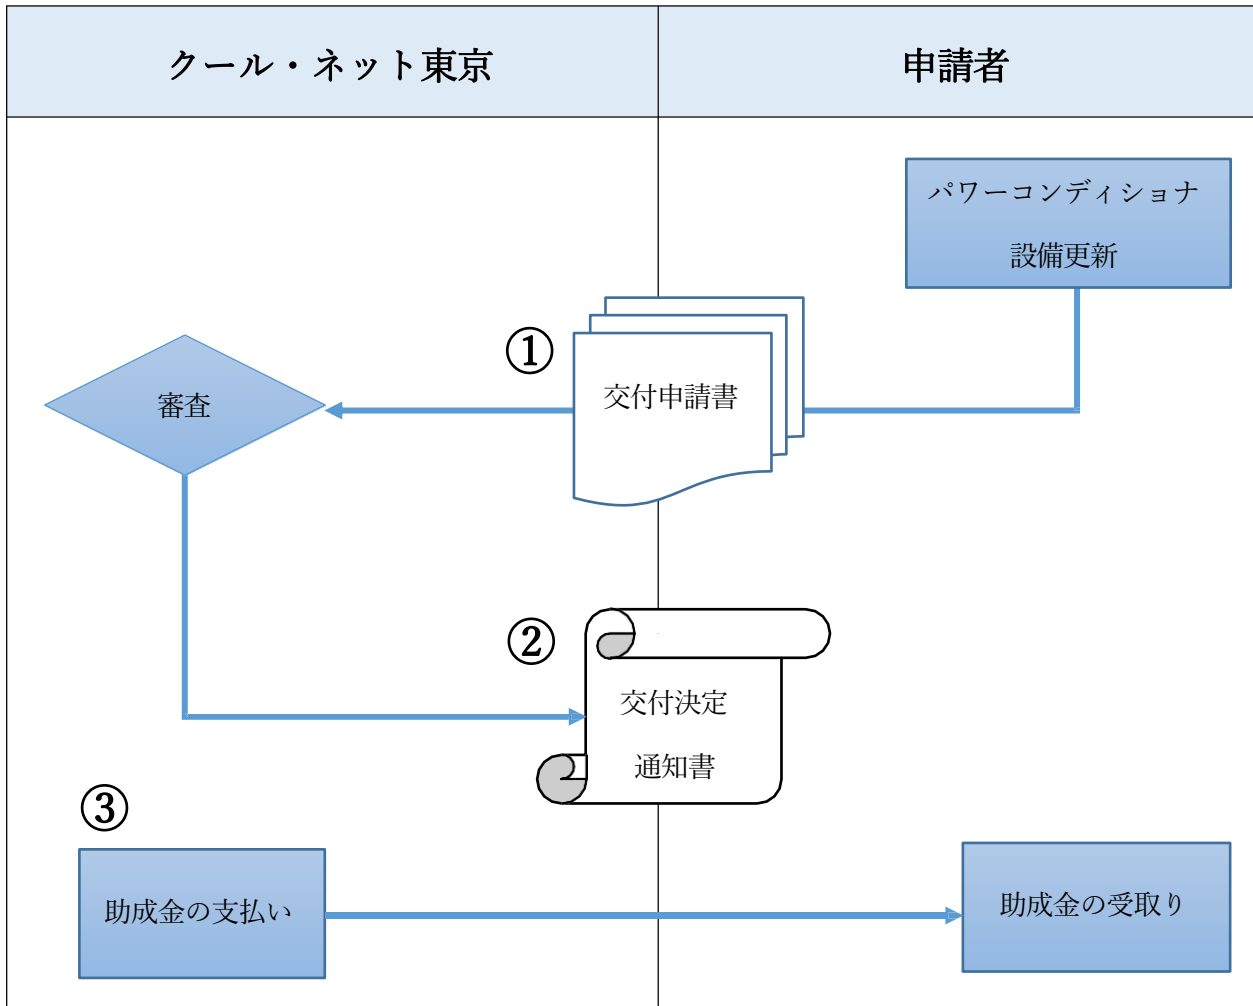 クール・ネット東京
申請者
パワーコンディショナ
設備更新
①
交付申請書
審査
②
交付決定
通知書
③
助成金の支払い
助成金の受取り